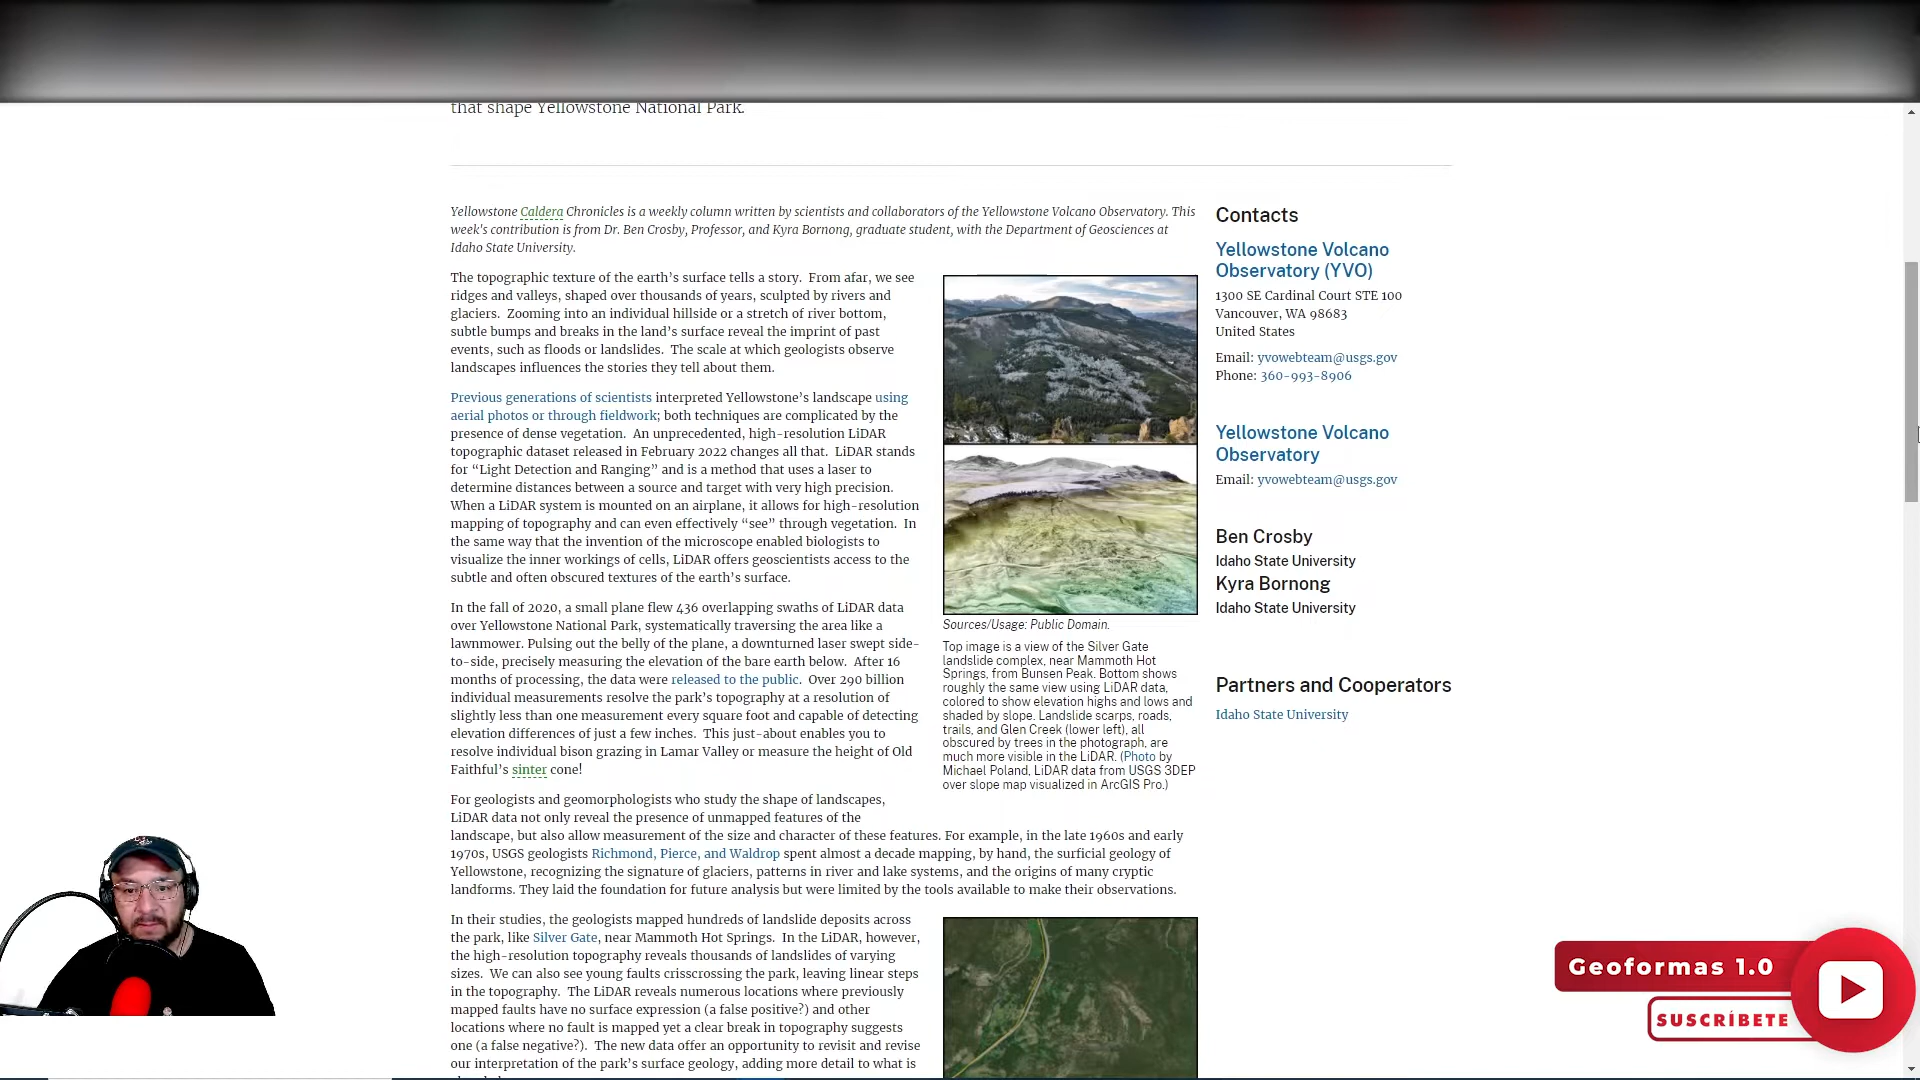 that shape Yellowstone National Park.
Yellowstone Caldera Chronicles is a weekly column written by scientists and collaborators of the Yellowstone Volcano Observatory. This
week's contribution is from Dr. Ben Crosby, Professor, and Kyra Bornong, graduate student, with the Department of Geosciences at
Idaho State University.
The topographic texture of the earth's surface tells a story. From afar, we see
ridges and valleys, shaped over thousands of years, sculpted by rivers and
glaciers. Zooming into an individual hillside or a stretch of river bottom,
subtle bumps and breaks in the land's surface reveal the imprint of past
events, such as floods or landslides. The scale at which geologists observe
landscapes influences the stories they tell about them.
Previous generations of scientists interpreted Yellowstone's landscape using
aerial photos or through fieldwork; both techniques are complicated by the
presence of dense vegetation. An unprecedented, high-resolution LiDAR
topographic dataset released in February 2022 changes all that. LiDAR stands
for “Light Detection and Ranging” and is a method that uses a laser to
determine distances between a source and target with very high precision.
When a LiDAR system is mounted on an airplane, it allows for high-resolution
mapping of topography and can even effectively “see” through vegetation. In
the same way that the invention of the microscope enabled biologists to
visualize the inner workings of cells, LiDAR offers geoscientists access to the
subtle and often obscured textures of the earth's surface.
In the fall of 2020, a small plane flew 436 overlapping swaths of LiDAR data
over Yellowstone National Park, systematically traversing the area like a
lawnmower. Pulsing out the belly of the plane, a downturned laser swept side-
to-side, precisely measuring the elevation of the bare earth below. After 16
months of processing, the data were released to the public. Over 290 billion
individual measurements resolve the park's topography at a resolution of
slightly less than one measurement every square foot and capable of detecting
elevation differences of just a few inches. This just-about enables you to
resolve individual bison grazing in Lamar Valley or measure the height of Old
Faithful's sinter cone!
Sources/Usage: Public Domain.
Top image is a view of the Silver Gate
landslide complex, near Mammoth Hot
Springs, from Bunsen Peak. Bottom shows
roughly the same view using LiDAR data,
colored to show elevation highs and lows and
shaded by slope. Landslide scarps, roads,
trails, and Glen Creek (lower left), all
obscured by trees in the photograph, are
much more visible in the LiDAR. (Photo by
Michael Poland, LiDAR data from USGS 3DEP
over slope map visualized in ArcGIS Pro.)
For geologists and geomorphologists who study the shape of landscapes,
LiDAR data not only reveal the presence of unmapped features of the
landscape, but also allow measurement of the size and character of these features. For example, in the late 1960s and early
1970s, USGS geologists Richmond, Pierce, and Waldrop spent almost a decade mapping, by hand, the surficial geology of
Yellowstone, recognizing the signature of glaciers, patterns in river and lake systems, and the origins of many cryptic
landforms. They laid the foundation for future analysis but were limited by the tools available to make their observations.
In their studies, the geologists mapped hundreds of landslide deposits across
the park, like Silver Gate, near Mammoth Hot Springs. In the LiDAR, however,
the high-resolution topography reveals thousands of landslides of varying
sizes. We can also see young faults crisscrossing the park, leaving linear steps
in the topography. The LiDAR reveals numerous locations where previously
mapped faults have no surface expression (a false positive?) and other
locations where no fault is mapped yet a clear break in topography suggests
one (a false negative?). The new data offer an opportunity to revisit and revise
our interpretation of the park's surface geology, adding more detail to what is
Contacts
Yellowstone Volcano
Observatory (YVO)
1300 SE Cardinal Court STE 100
Vancouver, WA 98683
United States
Email: yvowebteam@usgs.gov
Phone: 360-993-8906
Yellowstone Volcano
Observatory
Email: yvowebteam@usgs.gov
Ben Crosby
Idaho State University
Kyra Bornong
Idaho State University
Partners and Cooperators
Idaho State University
Geoformas 1.0
SUSCRÍBETE